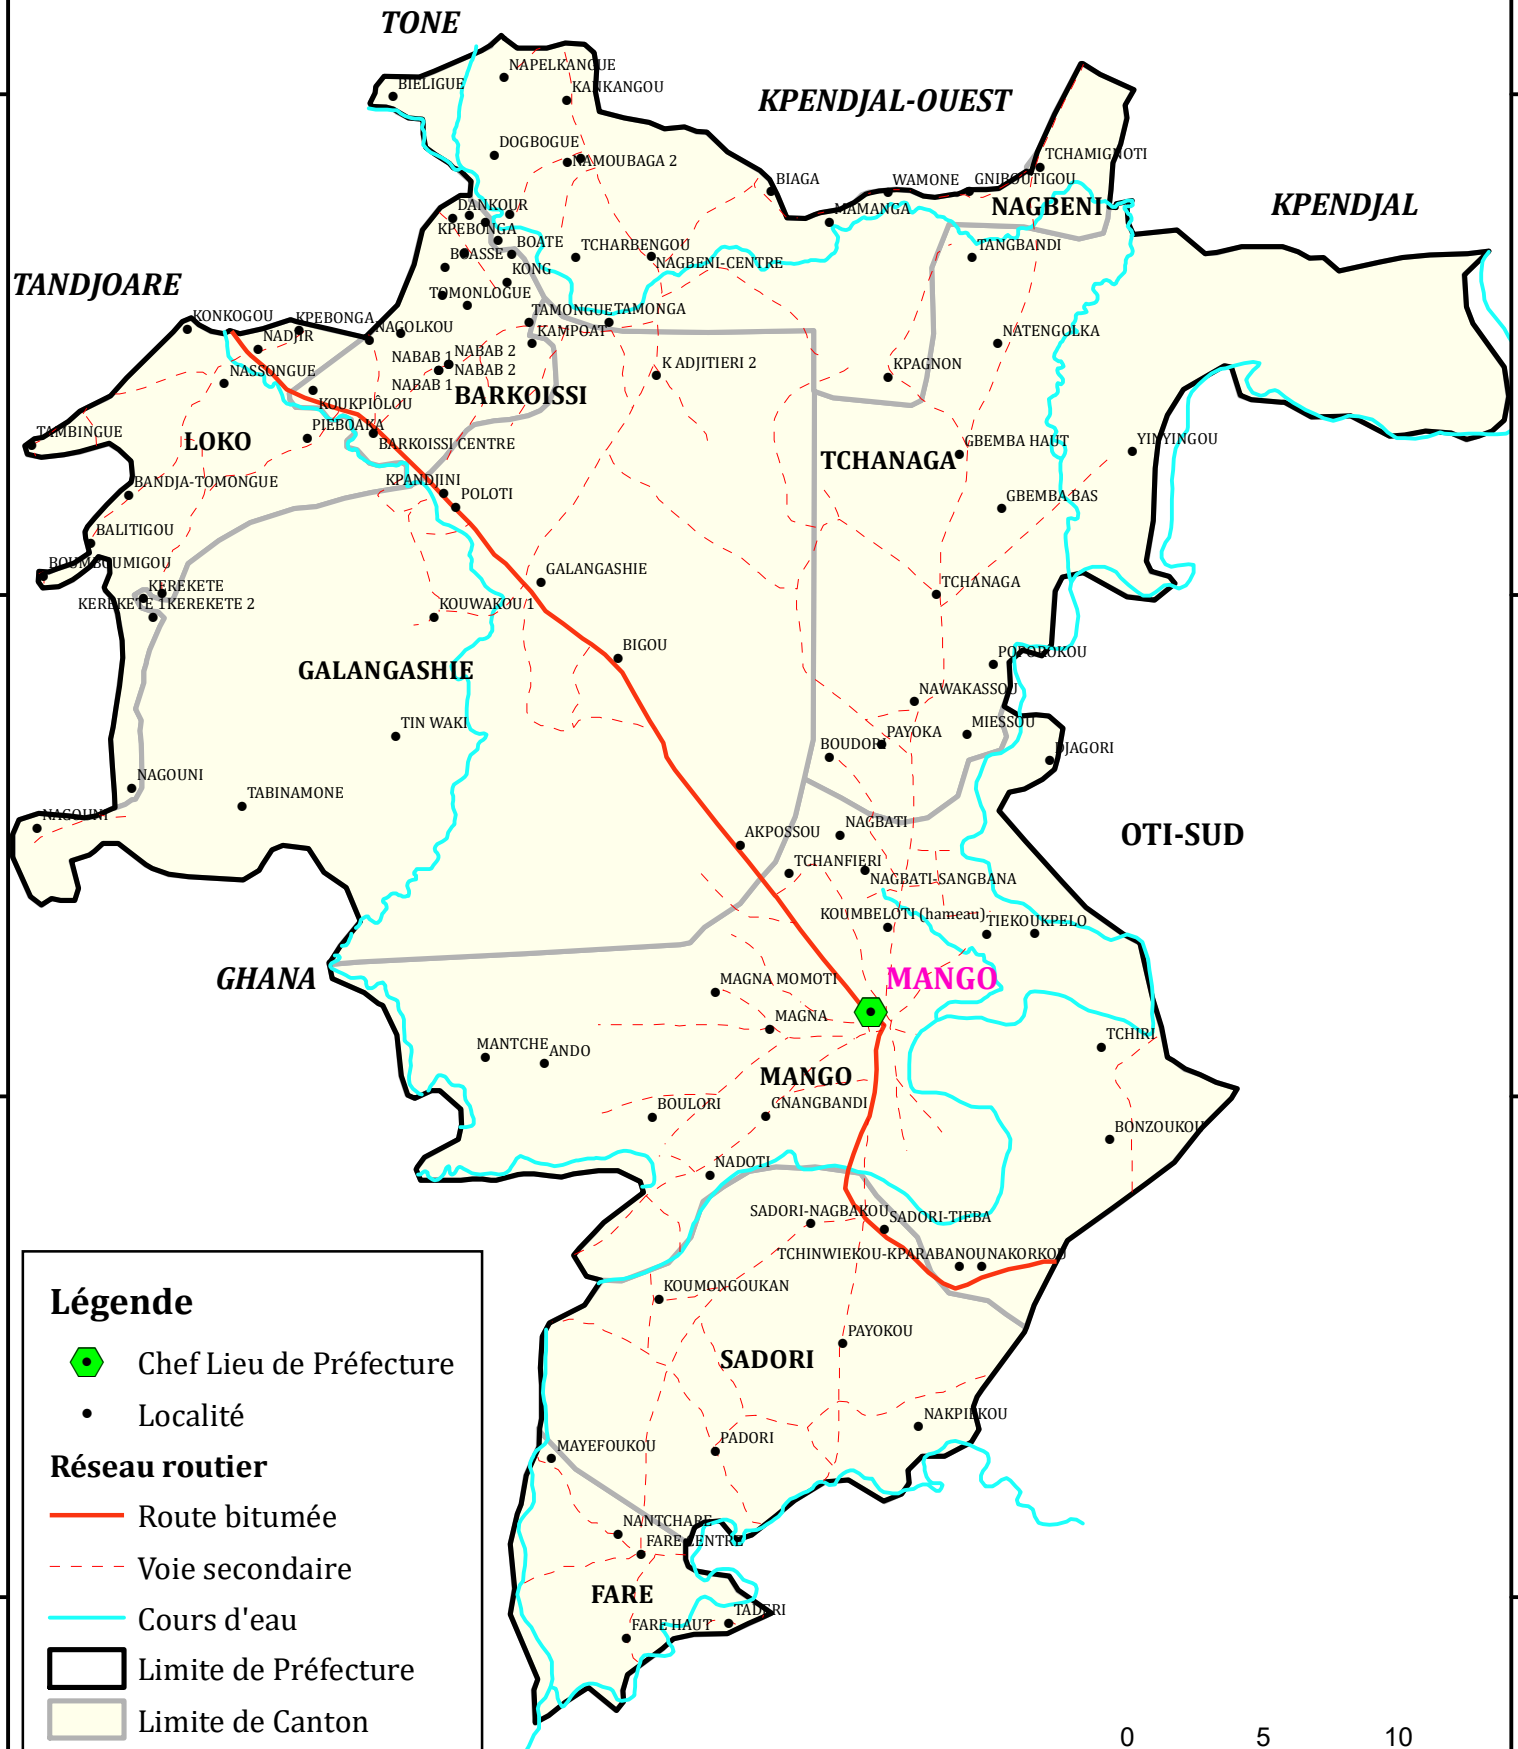 TONE
NAPELKANGUE
BIELIGUE
KANKANGOU
KPENDJAL-OUEST
DOGBOGUE
NAMOUBAGA 2
TCHAMIGNOTI
BIAGA
WAMONE
GNIBOUTIGOU
DANKOUR
MAMANGA
NAGBENI
KPENDJAL
KPEBONGA
BOATE
TCHARBENGOU
TANGBANDI
BOASSE
NAGBENI-CENTRE
KONG
TANDJOARE
TOMONLOGUE
TAMONGUE
TAMONGA
KONKOGOU
KPEBONGA
NAGOLKOU
KAMPOAT
NADJIR
NATENGOLKA
NABAB 1
NABAB 2
NASSONGUE
NABAB 2
K ADJITIERI 2
KPAGNON
NABAB 1
BARKOISSI
KOUKPIOLOU
TAMBINGUE
LOKO
PIEBOAKA
BARKOISSI CENTRE
GBEMBA HAUT
YINYINGOU
TCHANAGA
BANDJA-TOMONGUE
KPANDJINI
POLOTI
GBEMBA BAS
BALITIGOU
BOUMBOUMIGOU
GALANGASHIE
KEREKETE
TCHANAGA
KEREKETE 1
KEREKETE 2
KOUWAKOU 1
BIGOU
GALANGASHIE
POPOROKOU
NAWAKASSOU
TIN WAKI
PAYOKA
MIESSOU
BOUDORI
DJAGORI
NAGOUNI
TABINAMONE
NAGOUNI
AKPOSSOU
NAGBATI
OTI-SUD
TCHANFIERI
NAGBATI-SANGBANA
KOUMBELOTI (hameau)
TIEKOUKPELO
GHANA
MAGNA MOMOTI
MANGO
MAGNA
TCHIRI
MANTCHE
ANDO
MANGO
BOULORI
GNANGBANDI
BONZOUKOU
NADOTI
SADORI-NAGBAKOU
SADORI-TIEBA
TCHINWIEKOU-KPARABANOU
NAKORKOU
KOUMONGOUKAN
PAYOKOU
SADORI
NAKPIEKOU
MAYEFOUKOU
PADORI
NANTCHARE
FARE CENTRE
FARE
TADERI
FARE HAUT
Légende
Chef Lieu de Préfecture
Localité
Réseau routier
Route bitumée
Voie secondaire
Cours d'eau
Limite de Préfecture
Limite de Canton
0 5 10